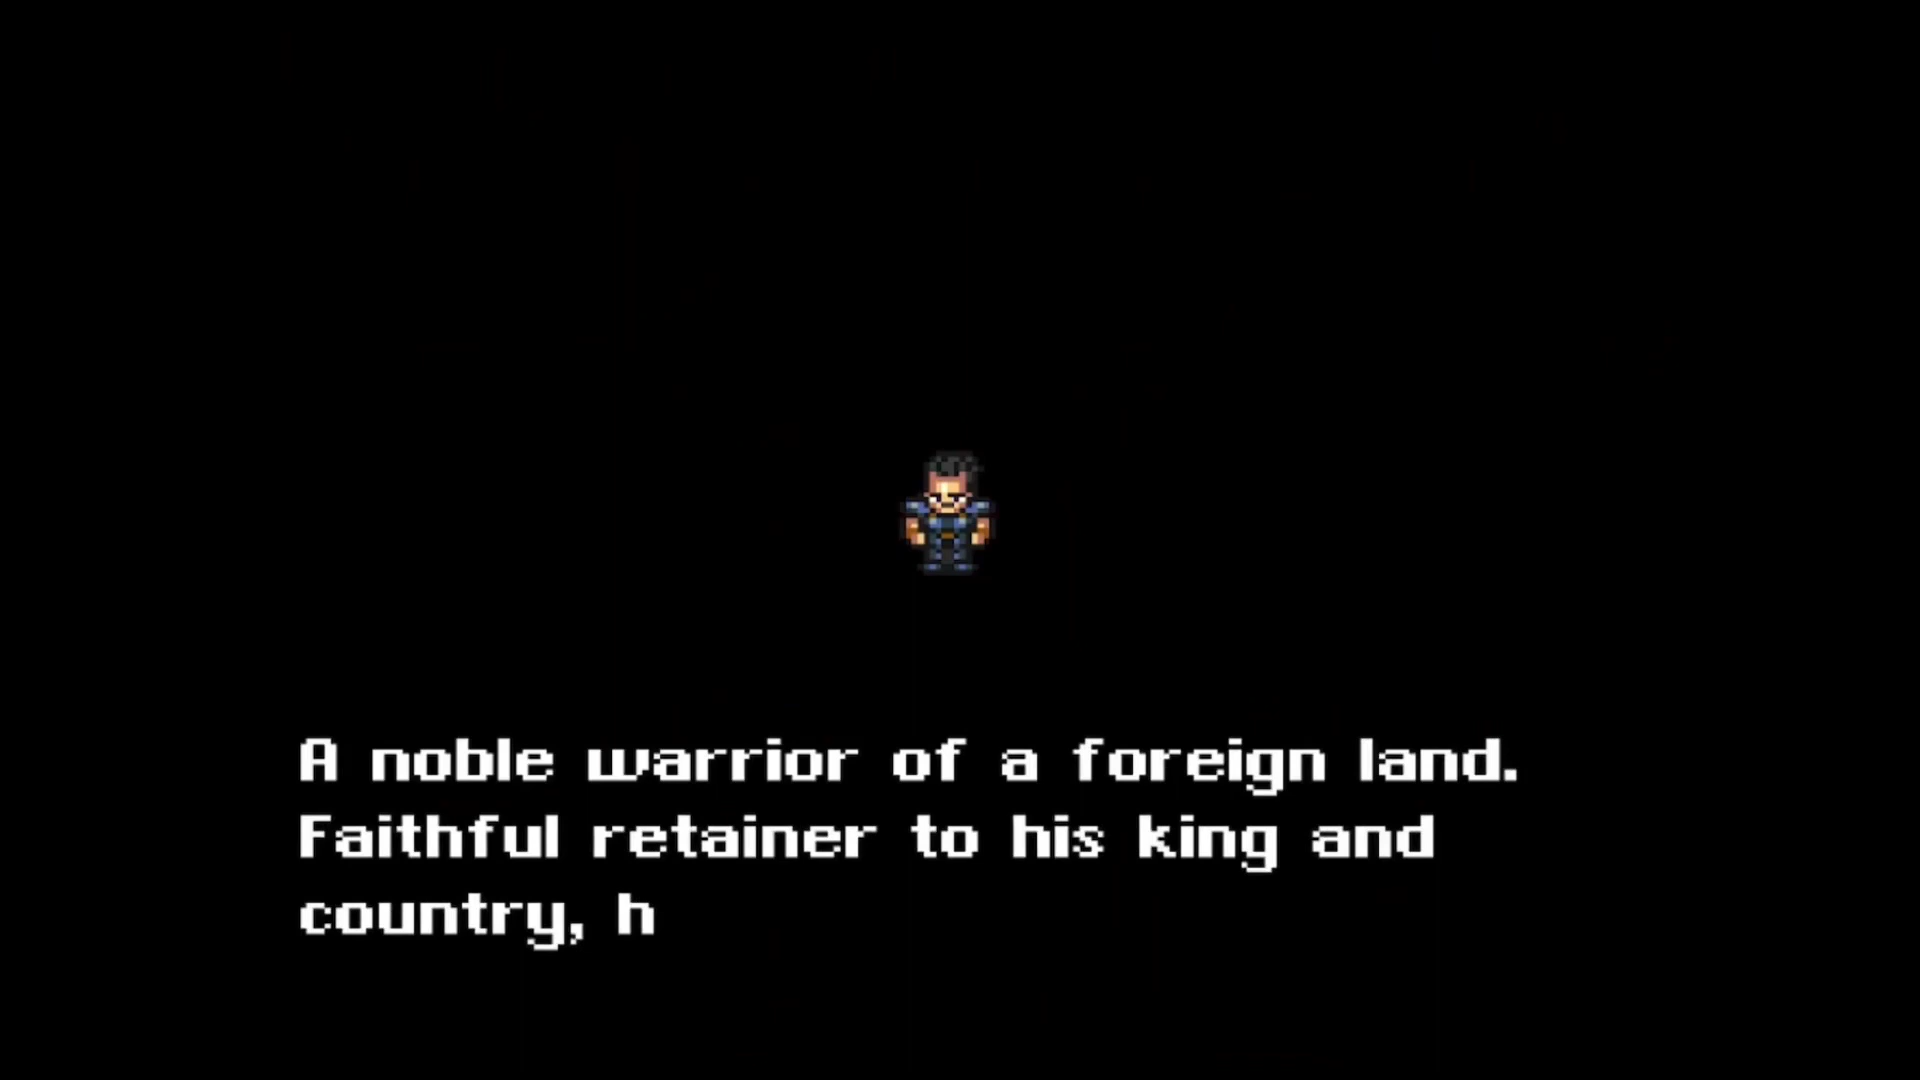 A noble warrior of a foreign land.
Faithful retainer to his king and
country, h